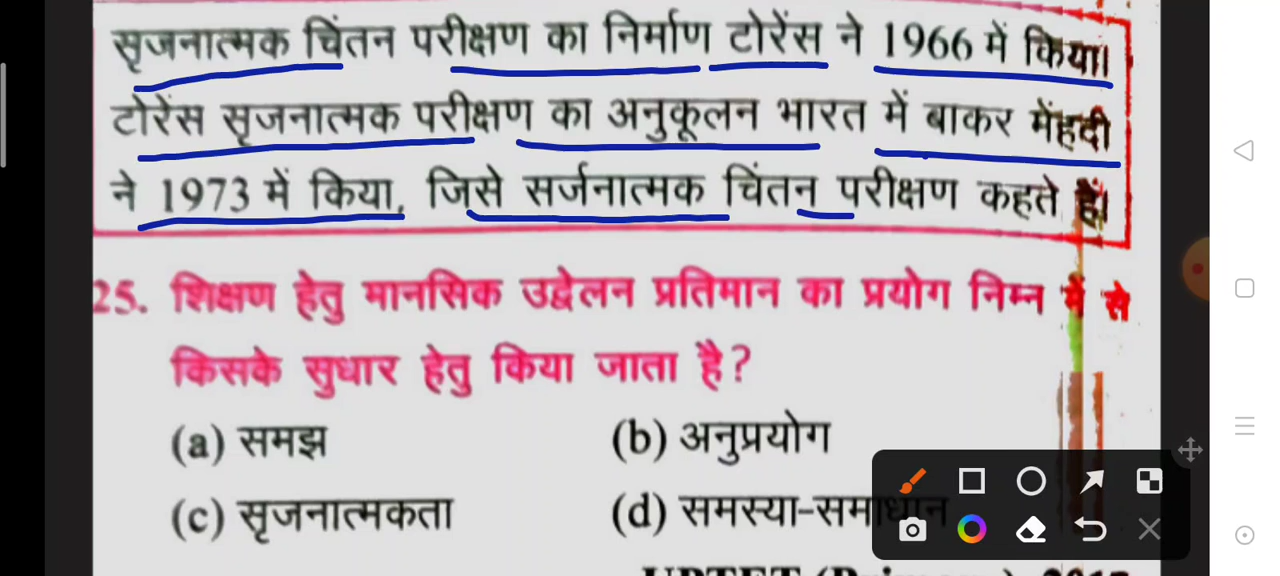 सृजनात्मक चिंतन परीक्षण का निर्माण टोरेंस ने 1966 में किया।
टोरेंस सृजनात्मक परीक्षण का अनुकूलन भारत में बाकर मेंहदी
ने 1973 में किया, जिसे सर्जनात्मक चिंतन परीक्षण कहते हैं।
25. शिक्षण हेतु मानसिक उद्वेलन प्रतिमान का प्रयोग निम्न में से
किसके सुधार हेतु किया जाता है?
(a) समझ
(b) अनुप्रयोग
(c) सृजनात्मकता
(d) समस्या-समाधान